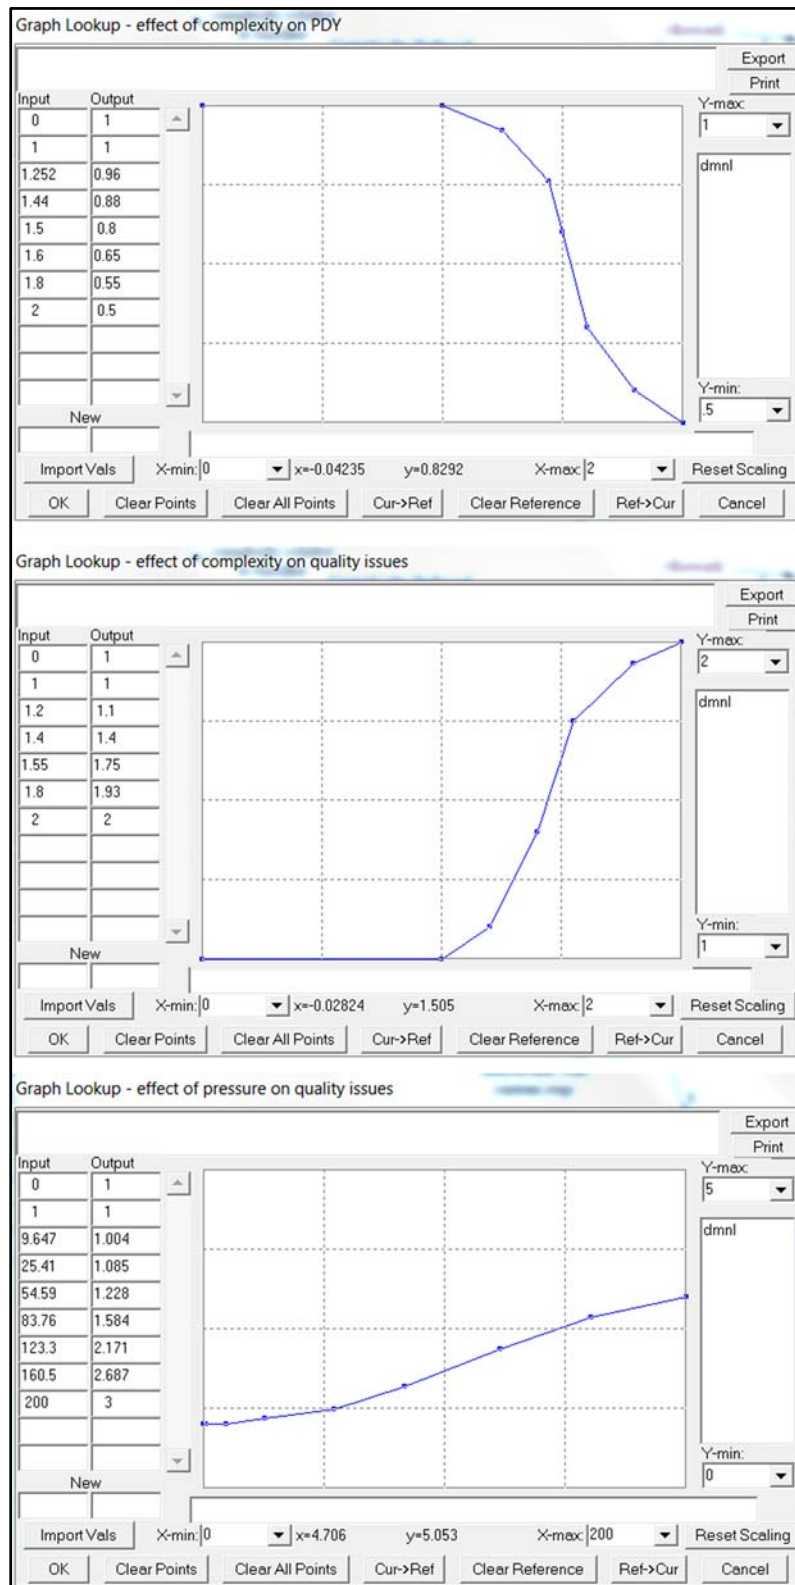 Graph Lookup - effect of complexity on PDY
Export
Print
Input Output Y-max:
0 1 1
1 1
1.252 0.96 dmnl
1.44 0.88
1.5 0.8
1.6 0.65
1.8 0.55
2 0.5
Y-min:
.5
New
Import Vals X-min: 0 x=-0.04235 y=0.8292 X-max: 2 Reset Scaling
OK Clear Points Clear All Points Cur->Ref Clear Reference Ref->Cur Cancel
Graph Lookup - effect of complexity on quality issues
Export
Print
Input Output Y-max:
0 1 2
1 1
1.2 1.1 dmnl
1.4 1.4
1.55 1.75
1.8 1.93
2 2
Y-min:
1
New
Import Vals X-min: 0 x=-0.02824 y=1.505 X-max: 2 Reset Scaling
OK Clear Points Clear All Points Cur->Ref Clear Reference Ref->Cur Cancel
Graph Lookup - effect of pressure on quality issues
Export
Print
Input Output Y-max:
0 1 5
1 1
9.647 1.004 dmnl
25.41 1.085
54.59 1.228
83.76 1.584
123.3 2.171
160.5 2.687
200 3
Y-min:
0
New
Import Vals X-min: 0 x=4.706 y=5.053 X-max: 200 Reset Scaling
OK Clear Points Clear All Points Cur->Ref Clear Reference Ref->Cur Cancel